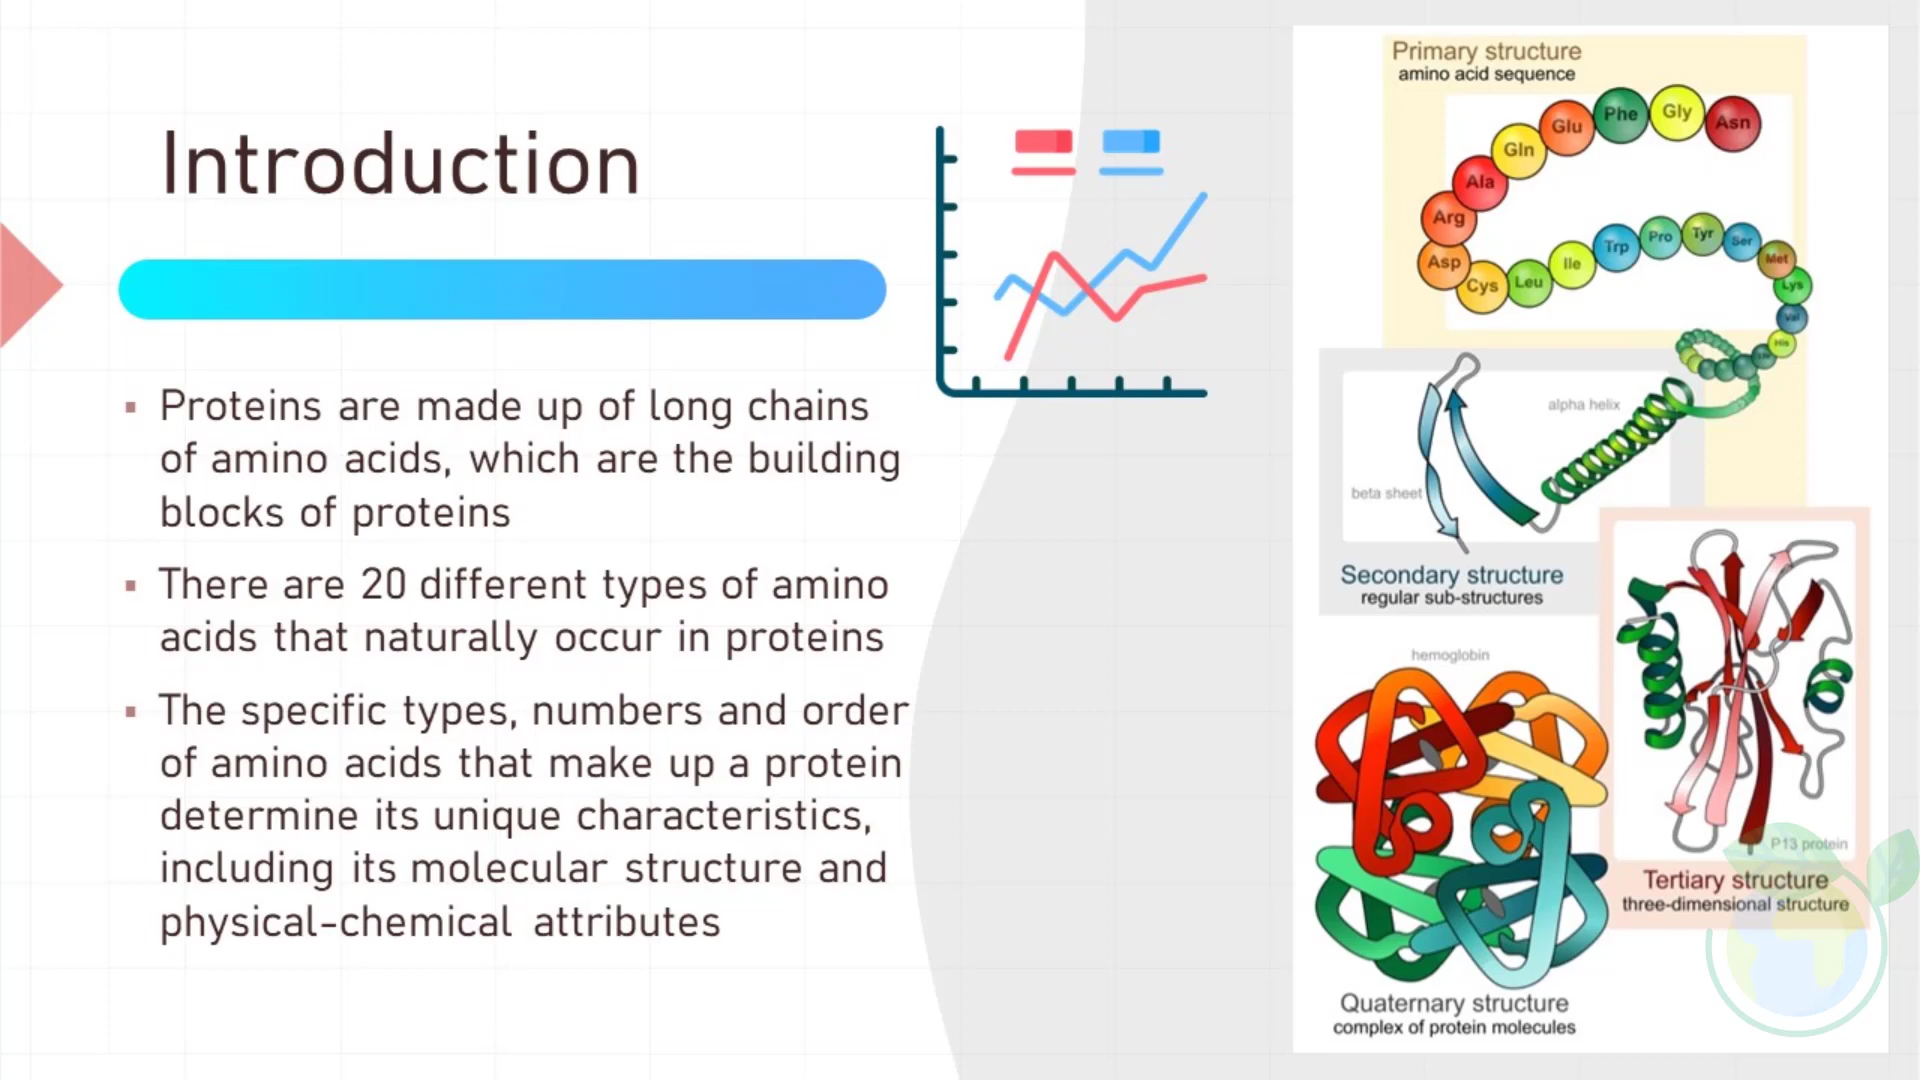 Introduction
Proteins are made up of long chains
of amino acids, which are the building
blocks of proteins
There are 20 different types of amino
acids that naturally occur in proteins
The specific types, numbers and order
of amino acids that make up a protein
determine its unique characteristics,
including its molecular structure and
physical-chemical attributes
Primary structure
amino acid sequence
Asn
Gly
Phe
Glu
Gln
Ala
Arg
Asp
Cys
Leu
Ile
Trp
Pro
Tyr
Ser
Met
Lys
Val
His
alpha helix
beta sheet
Secondary structure
regular sub-structures
P13 protein
Tertiary structure
three-dimensional structure
hemoglobin
Quaternary structure
complex of protein molecules